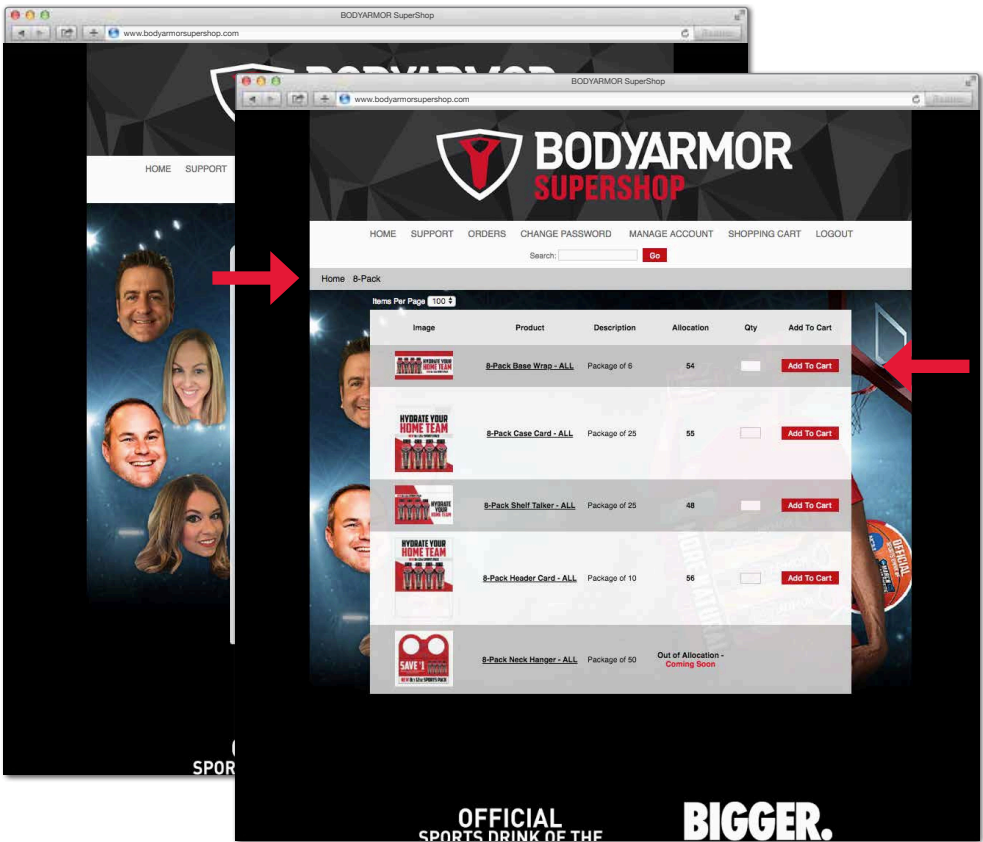 BODYARMOR SuperShop
www.bodyarmorsupershop.com
HOME SUPPORT
SPOR
BODYARMOR SuperShop
www.bodyarmorsupershop.com
BODYARMOR
SUPERSHOP
HOME SUPPORT ORDERS CHANGE PASSWORD MANAGE ACCOUNT SHOPPING CART LOGOUT
Search: Go
Home 8-Pack
Items Per Page 100
Image Product Description Allocation Qty Add To Cart
HYDRATE YOUR
HOME TEAM
8-Pack Base Wrap - ALL Package of 6 54 Add To Cart
HYDRATE YOUR
HOME TEAM
8-Pack Case Card - ALL Package of 25 55 Add To Cart
HYDRATE
YOUR
HOME TEAM
8-Pack Shelf Talker - ALL Package of 25 48 Add To Cart
HYDRATE YOUR
HOME TEAM
8-Pack Header Card - ALL Package of 10 56 Add To Cart
SAVE $1
8-Pack Neck Hanger - ALL Package of 50 Out of Allocation -
Coming Soon
OFFICIAL
OFFICIAL
SPORTS DRINK OF THE
BIGGER.